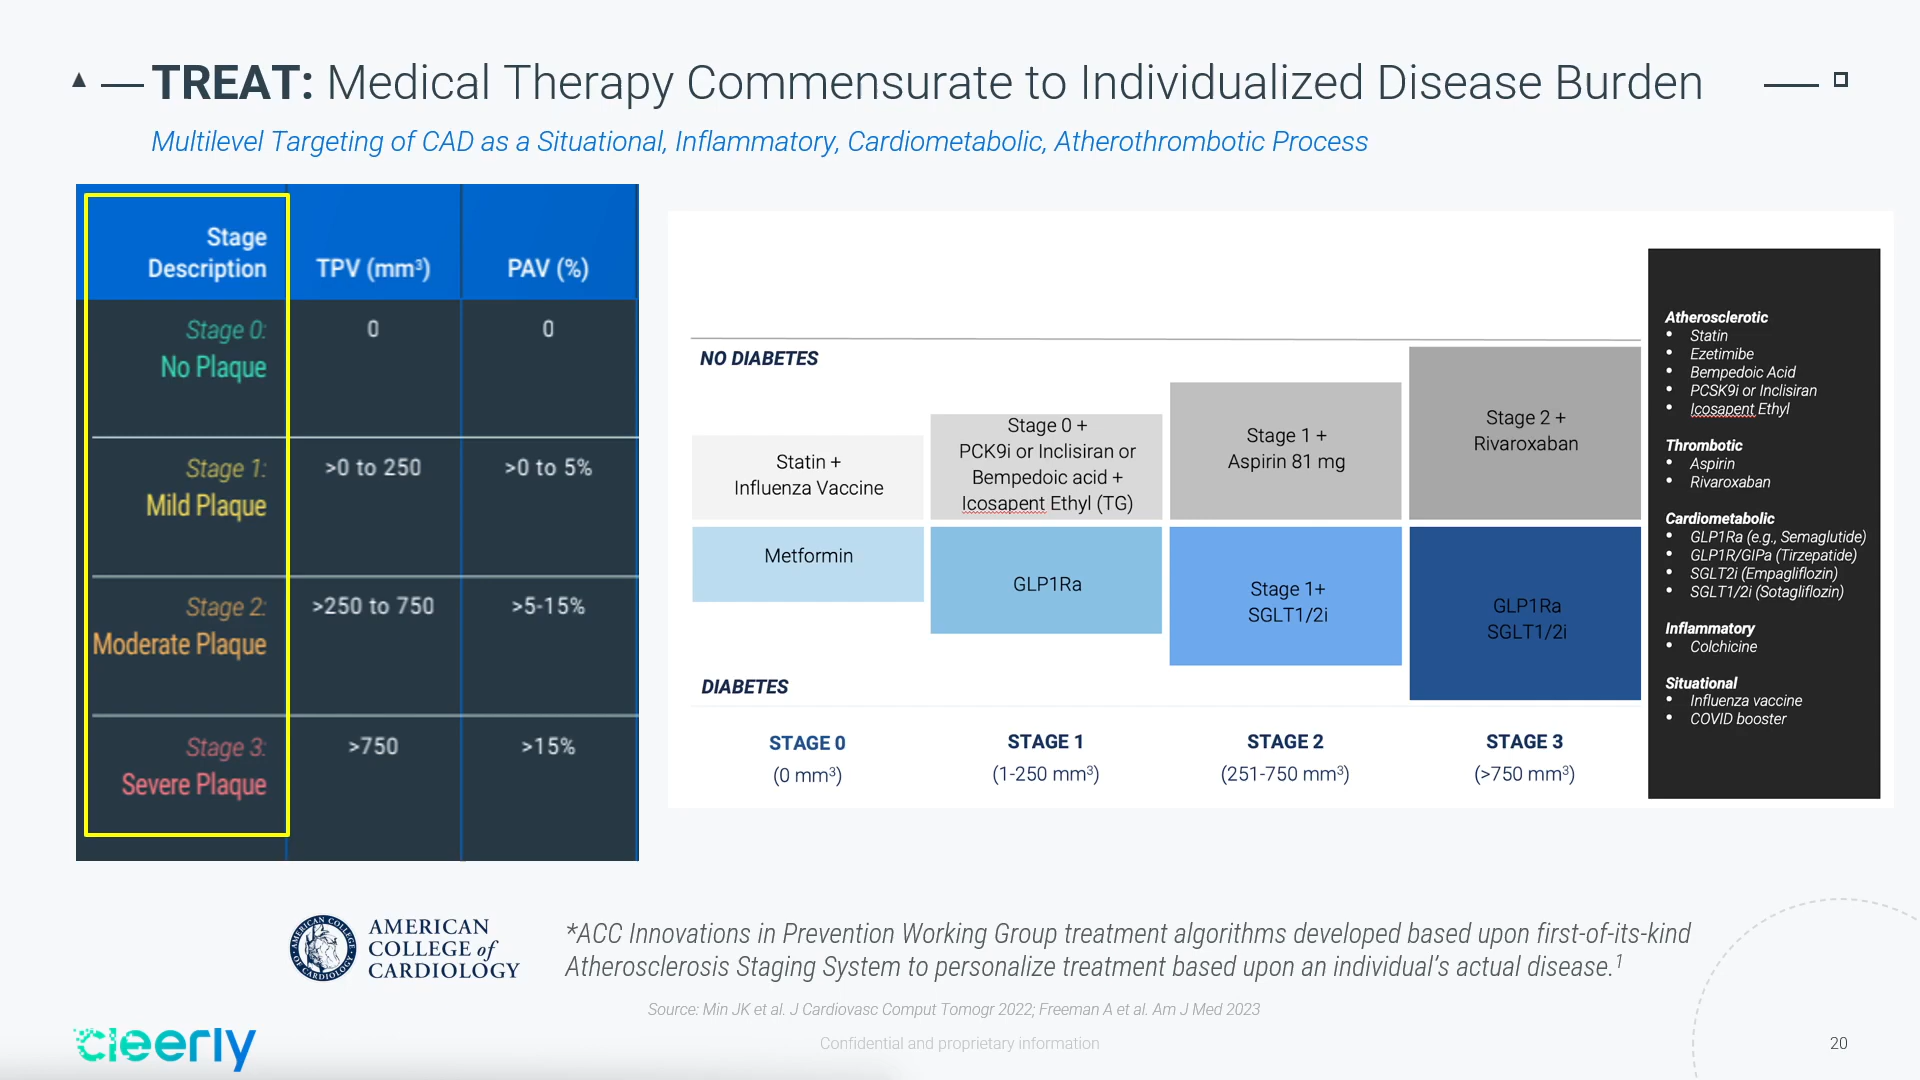 TREAT: Medical Therapy Commensurate to Individualized Disease Burden
Multilevel Targeting of CAD as a Situational, Inflammatory, Cardiometabolic, Atherothrombotic Process
Stage
Description
TPV (mm³)
PAV (%)
Stage 0:
No Plaque
0
0
Stage 1:
Mild Plaque
>0 to 250
>0 to 5%
Stage 2:
Moderate Plaque
>250 to 750
>5-15%
Stage 3:
Severe Plaque
>750
>15%
NO DIABETES
Statin +
Influenza Vaccine
Stage 0 +
PCK9i or Inclisiran or
Bempedoic acid +
Icosapent Ethyl (TG)
Stage 1 +
Aspirin 81 mg
Stage 2 +
Rivaroxaban
Metformin
GLP1Ra
Stage 1+
SGLT1/2i
GLP1Ra
SGLT1/2i
DIABETES
STAGE 0
(0 mm³)
STAGE 1
(1-250 mm³)
STAGE 2
(251-750 mm³)
STAGE 3
(>750 mm³)
Atherosclerotic
• Statin
• Ezetimibe
• Bempedoic Acid
• PCSK9i or Inclisiran
• Icosapent Ethyl
Thrombotic
• Aspirin
• Rivaroxaban
Cardiometabolic
• GLP1Ra (e.g., Semaglutide)
• GLP1R/GIPa (Tirzepatide)
• SGLT2i (Empagliflozin)
• SGLT1/2i (Sotagliflozin)
Inflammatory
• Colchicine
Situational
• Influenza vaccine
• COVID booster
AMERICAN
COLLEGE of
CARDIOLOGY
*ACC Innovations in Prevention Working Group treatment algorithms developed based upon first-of-its-kind
Atherosclerosis Staging System to personalize treatment based upon an individual's actual disease.¹
Source: Min JK et al. J Cardiovasc Comput Tomogr 2022; Freeman A et al. Am J Med 2023
cleerly
Confidential and proprietary information
20